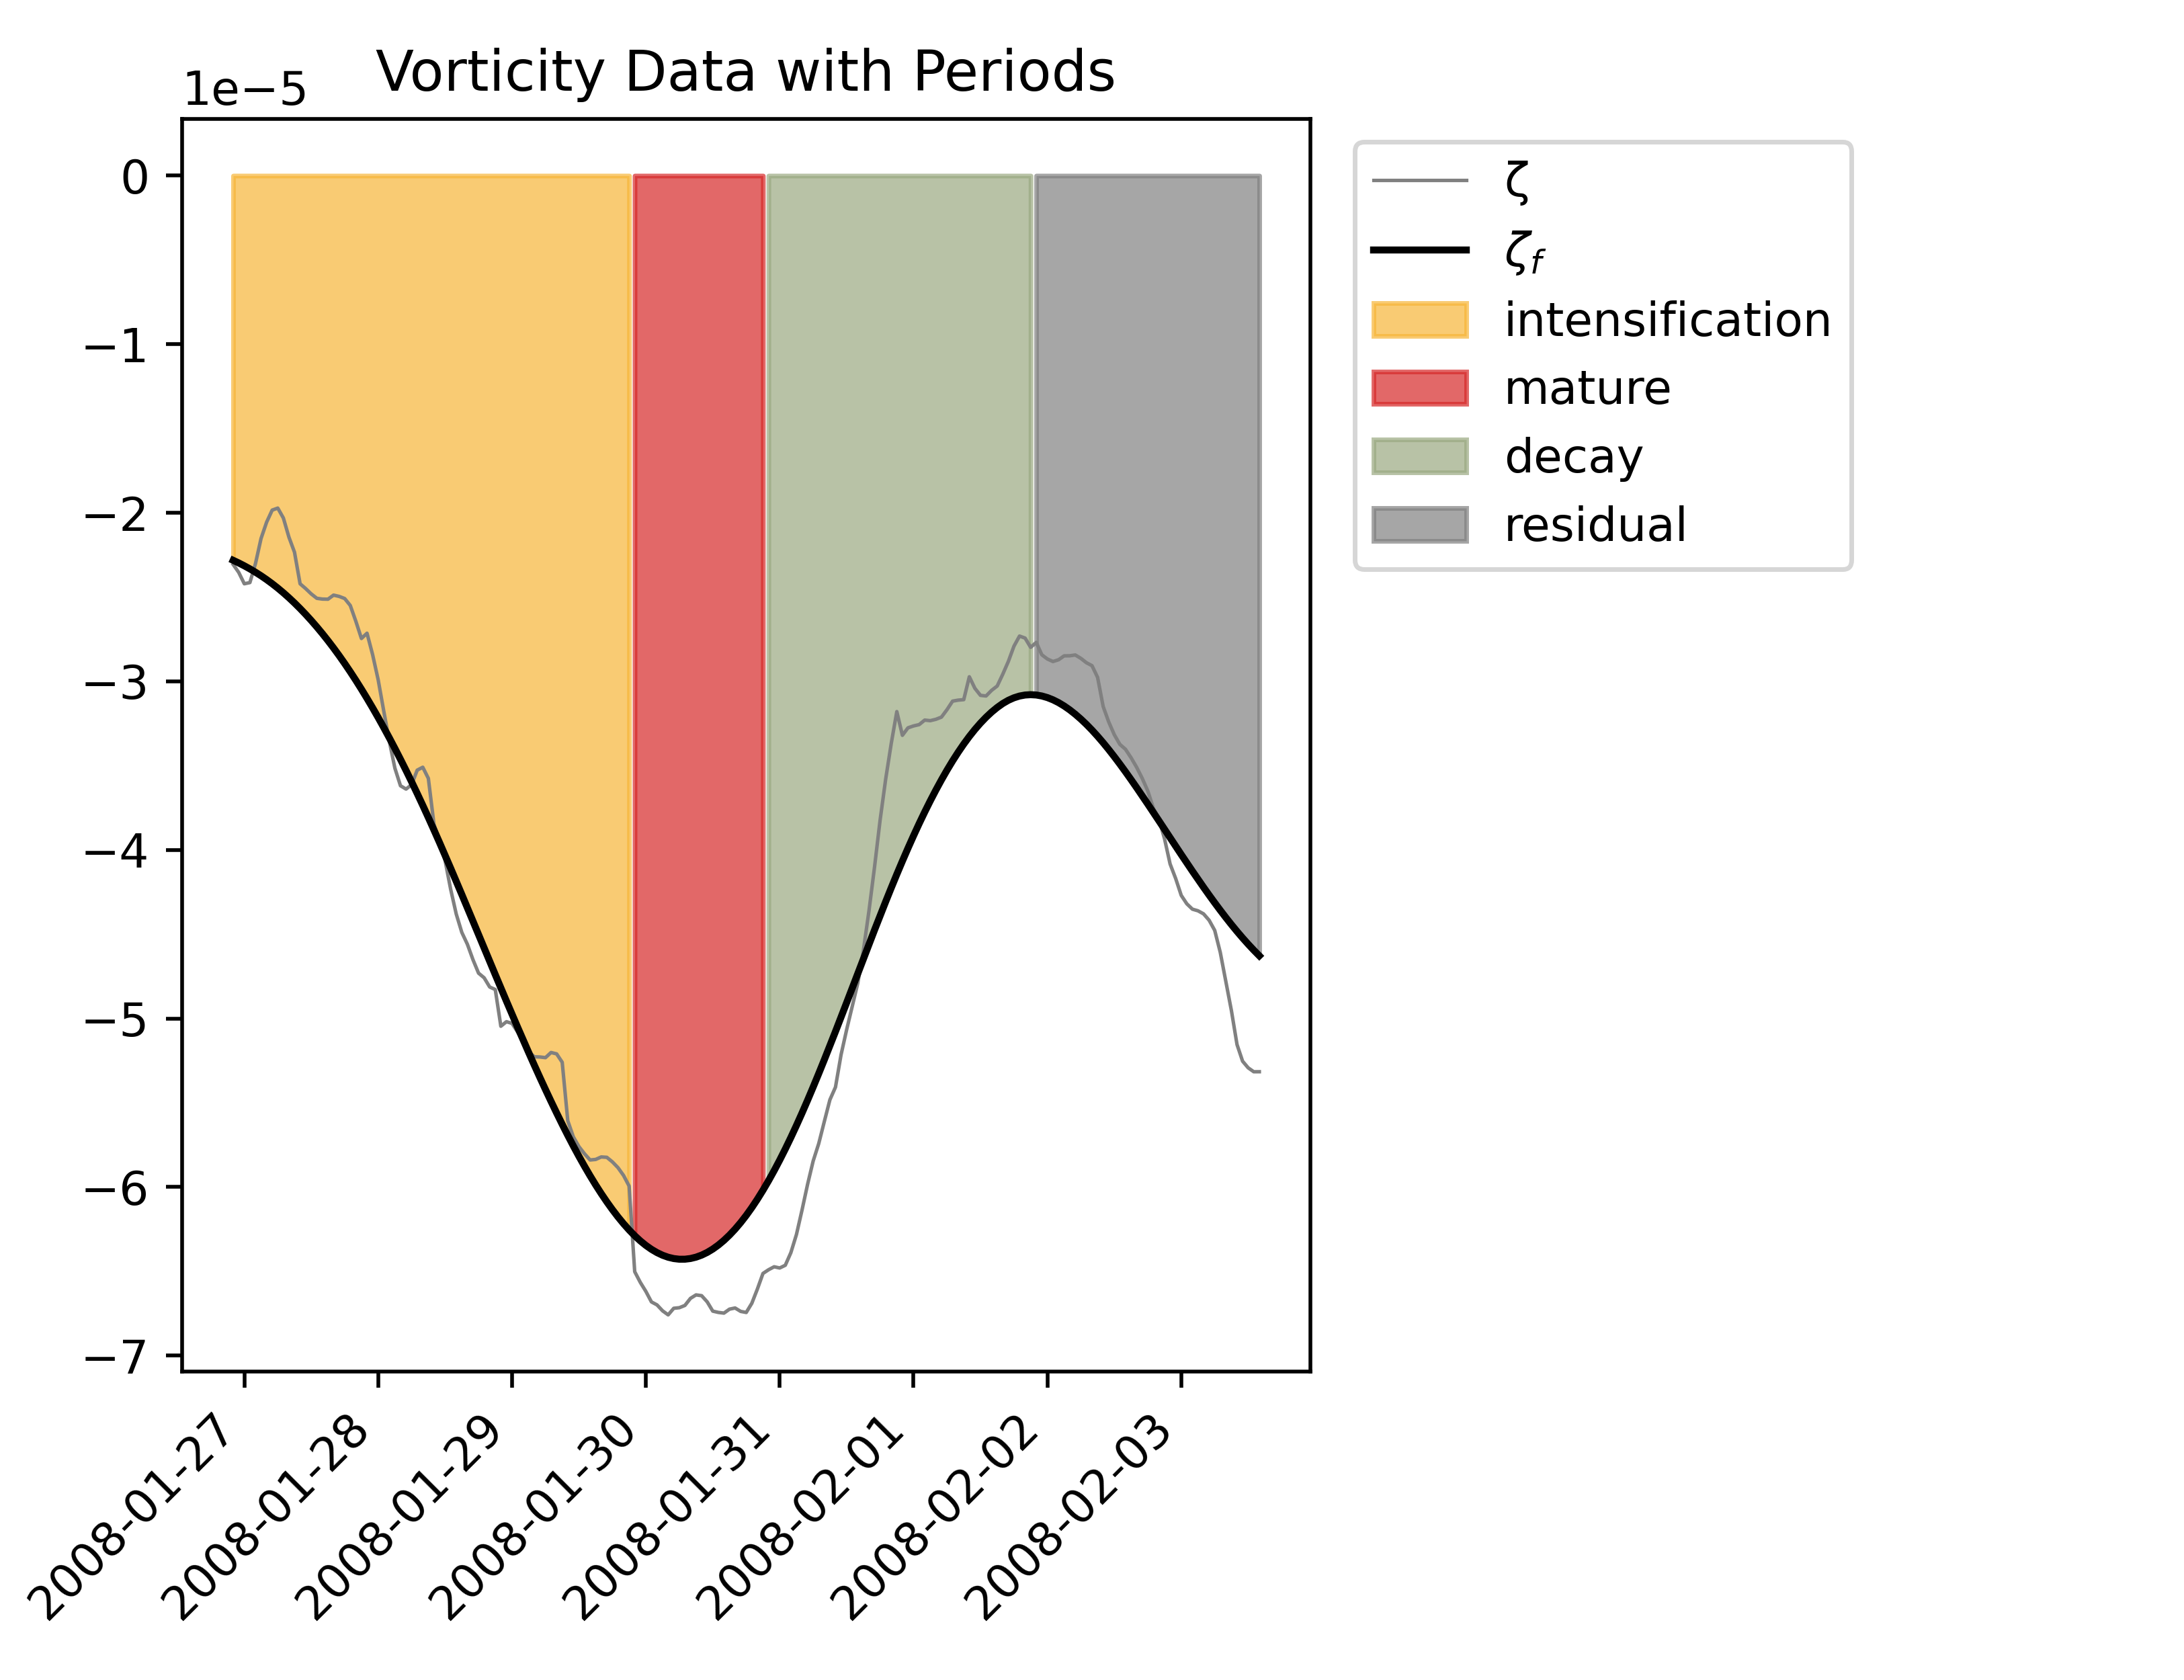 Vorticity Data with Periods
1e−5
0
−1
−2
−3
−4
−5
−6
−7
2008-01-27
2008-01-28
2008-01-29
2008-01-30
2008-01-31
2008-02-01
2008-02-02
2008-02-03
ζ
ζf
intensification
mature
decay
residual